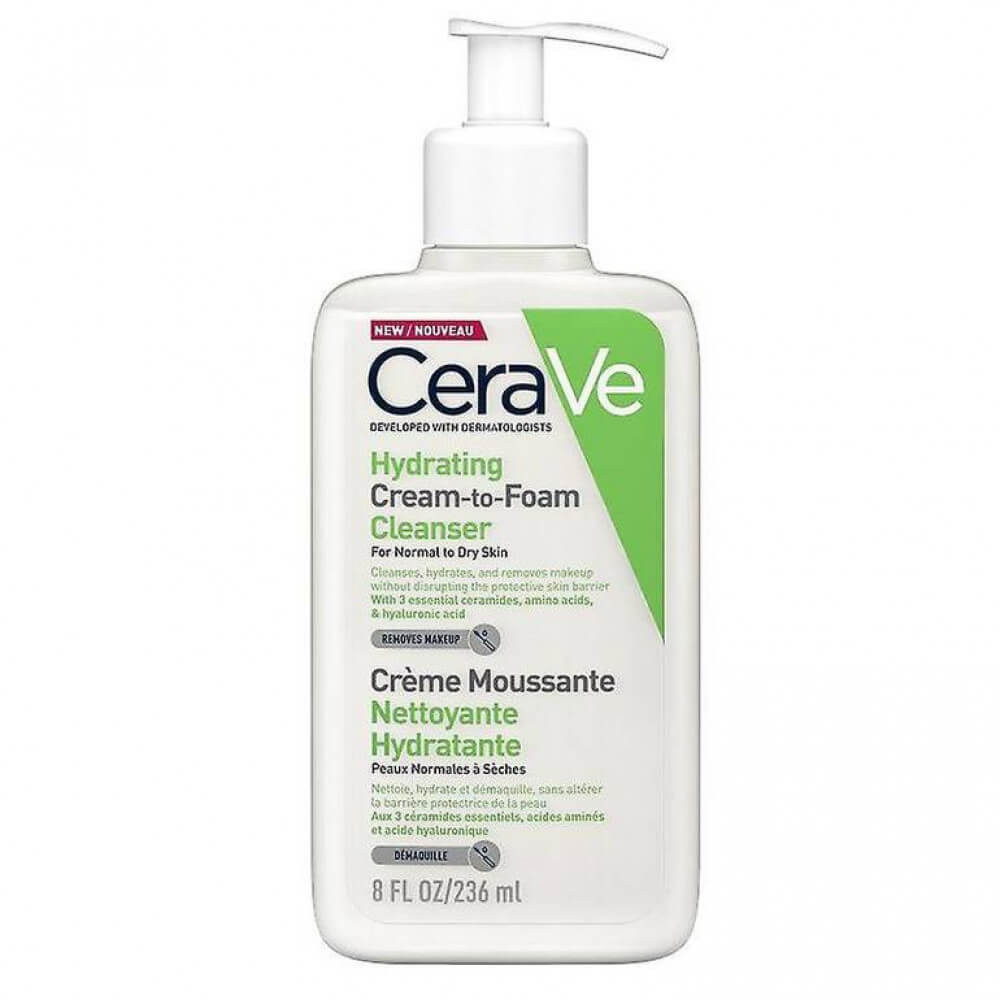 NEW / NOUVEAU
CeraVe
DEVELOPED WITH DERMATOLOGISTS
Hydrating
Cream-to-Foam
Cleanser
For Normal to Dry Skin
Cleanses, hydrates, and removes makeup
without disrupting the protective skin barrier
With 3 essential ceramides, amino acids,
& hyaluronic acid
REMOVES MAKEUP
Crème Moussante
Nettoyante
Hydratante
Peaux Normales à Sèches
Nettoie, hydrate et démaquille, sans altérer
la barrière protectrice de la peau
Aux 3 céramides essentiels, acides aminés
et acide hyaluronique
DÉMAQUILLE
8 FL OZ/236 ml